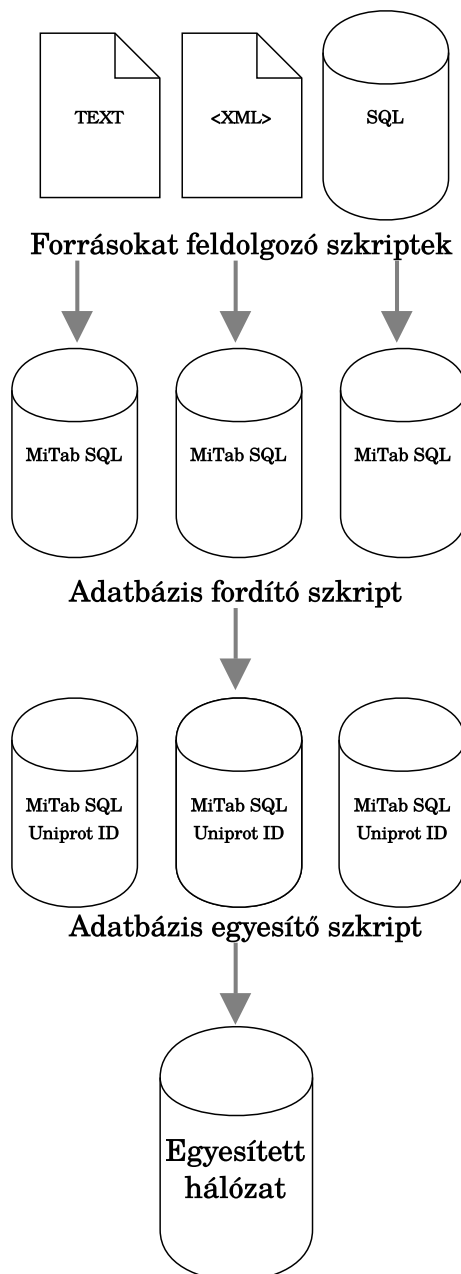 TEXT
<XML>
SQL
Forrásokat feldolgozó szkriptek
MiTab SQL
MiTab SQL
MiTab SQL
Adatbázis fordító szkript
MiTab SQL
Uniprot ID
MiTab SQL
Uniprot ID
MiTab SQL
Uniprot ID
Adatbázis egyesítő szkript
Egyesített
hálózat